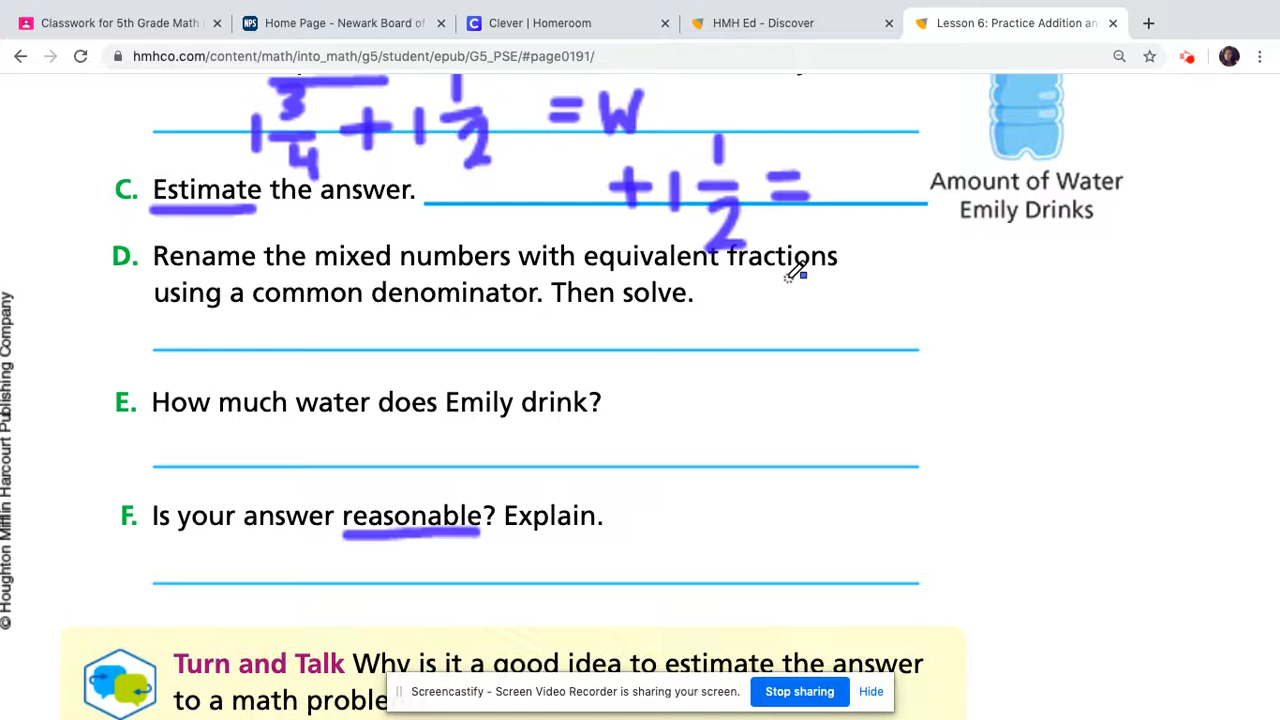 Classwork for 5th Grade Math
Home Page - Newark Board of
Clever | Homeroom
HMH Ed - Discover
Lesson 6: Practice Addition an
hmhco.com/content/math/into_math/g5/student/epub/G5_PSE/#page0191/
1 3/4 + 1 1/2 = W
C. Estimate the answer. + 1 1/2 =
Amount of Water
Emily Drinks
D. Rename the mixed numbers with equivalent fractions
using a common denominator. Then solve.
E. How much water does Emily drink?
F. Is your answer reasonable? Explain.
© Houghton Mifflin Harcourt Publishing Company
Turn and Talk Why is it a good idea to estimate the answer
to a math proble
Screencastify - Screen Video Recorder is sharing your screen.
Stop sharing
Hide